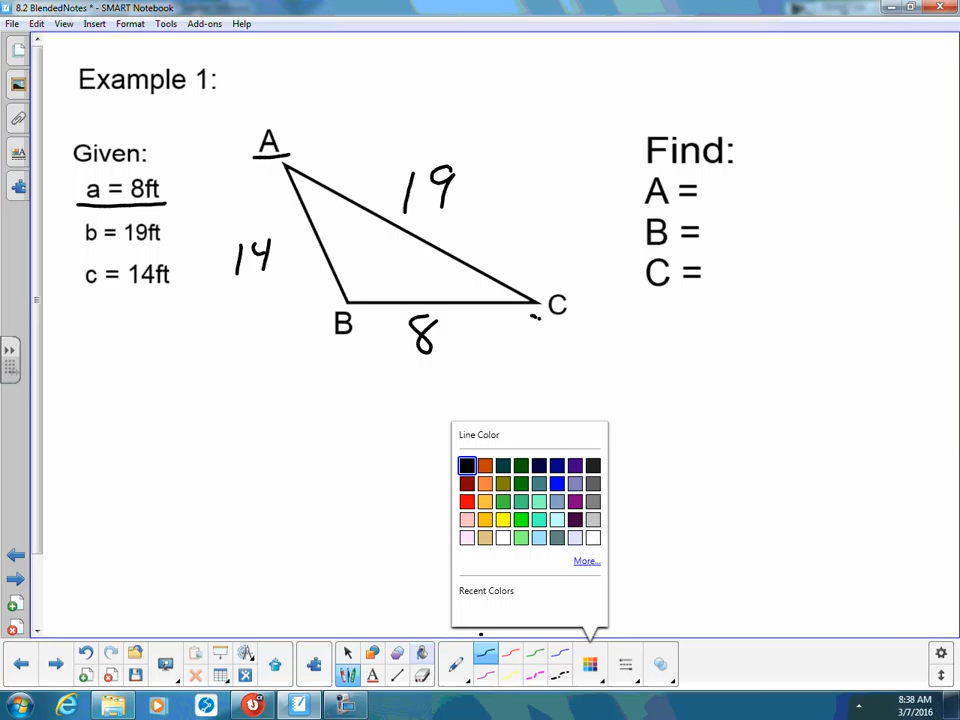 8.2 BlendedNotes * - SMART Notebook
File Edit View Insert Format Tools Add-ons Help
Example 1:
Given:
a = 8ft
b = 19ft
c = 14ft
A
19
14
B
8
C
Find:
A =
B =
C =
Line Color
More...
Recent Colors
8:38 AM
3/7/2016